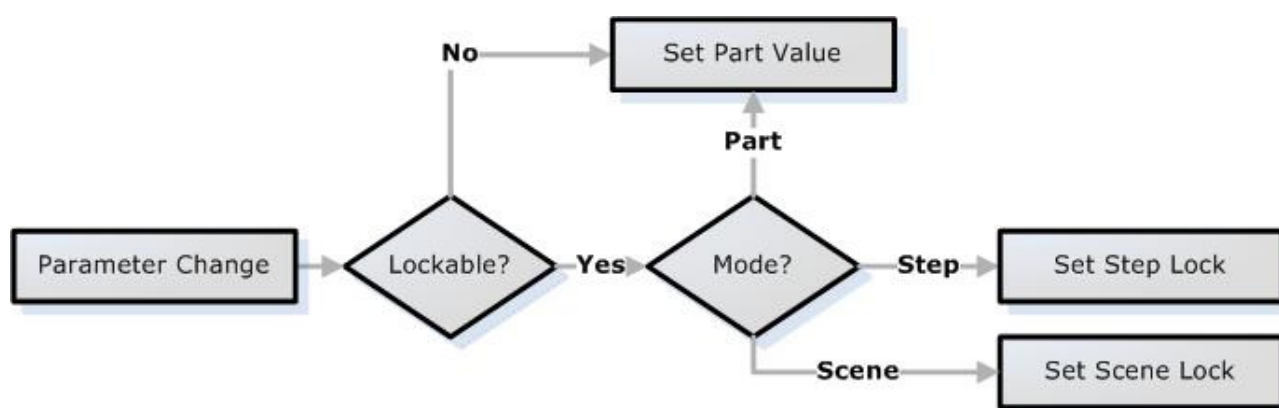 No
Set Part Value
Part
Parameter Change
Lockable?
Yes
Mode?
Step
Set Step Lock
Scene
Set Scene Lock